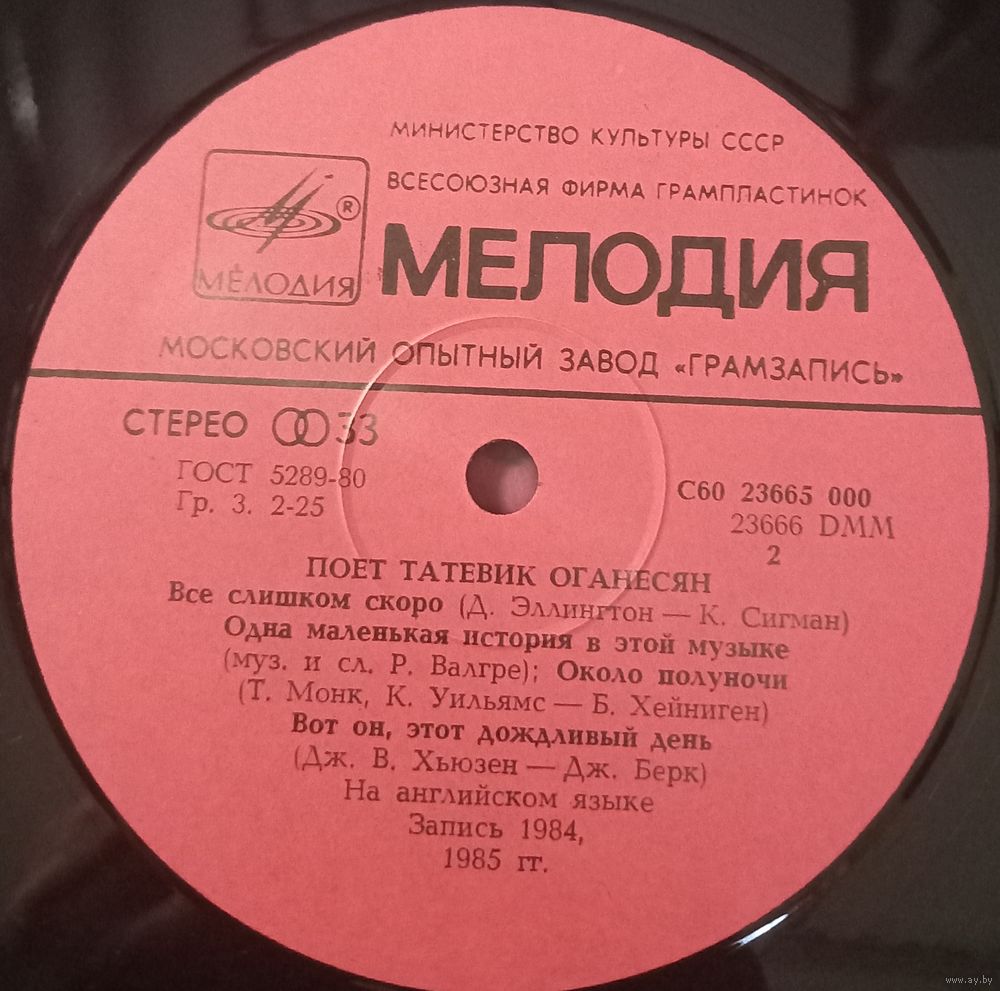 МИНИСТЕРСТВО КУЛЬТУРЫ СССР
ВСЕСОЮЗНАЯ ФИРМА ГРАМПЛАСТИНОК
®
МЕЛОДИЯ
МЕЛОДИЯ
МОСКОВСКИЙ ОПЫТНЫЙ ЗАВОД «ГРАМЗАПИСЬ»
СТЕРЕО 33
ГОСТ 5289-80
Гр. 3. 2-25
С60 23665 000
23666 DMM
2
ПОЕТ ТАТЕВИК ОГАНЕСЯН
Все слишком скоро (Д. Эллингтон — К. Сигман)
Одна маленькая история в этой музыке
(муз. и сл. Р. Валгре); Около полуночи
(Т. Монк, К. Уильямс — Б. Хейниген)
Вот он, этот дождливый день
(Дж. В. Хьюзен — Дж. Берк)
На английском языке
Запись 1984,
1985 гг.
www.ay.by